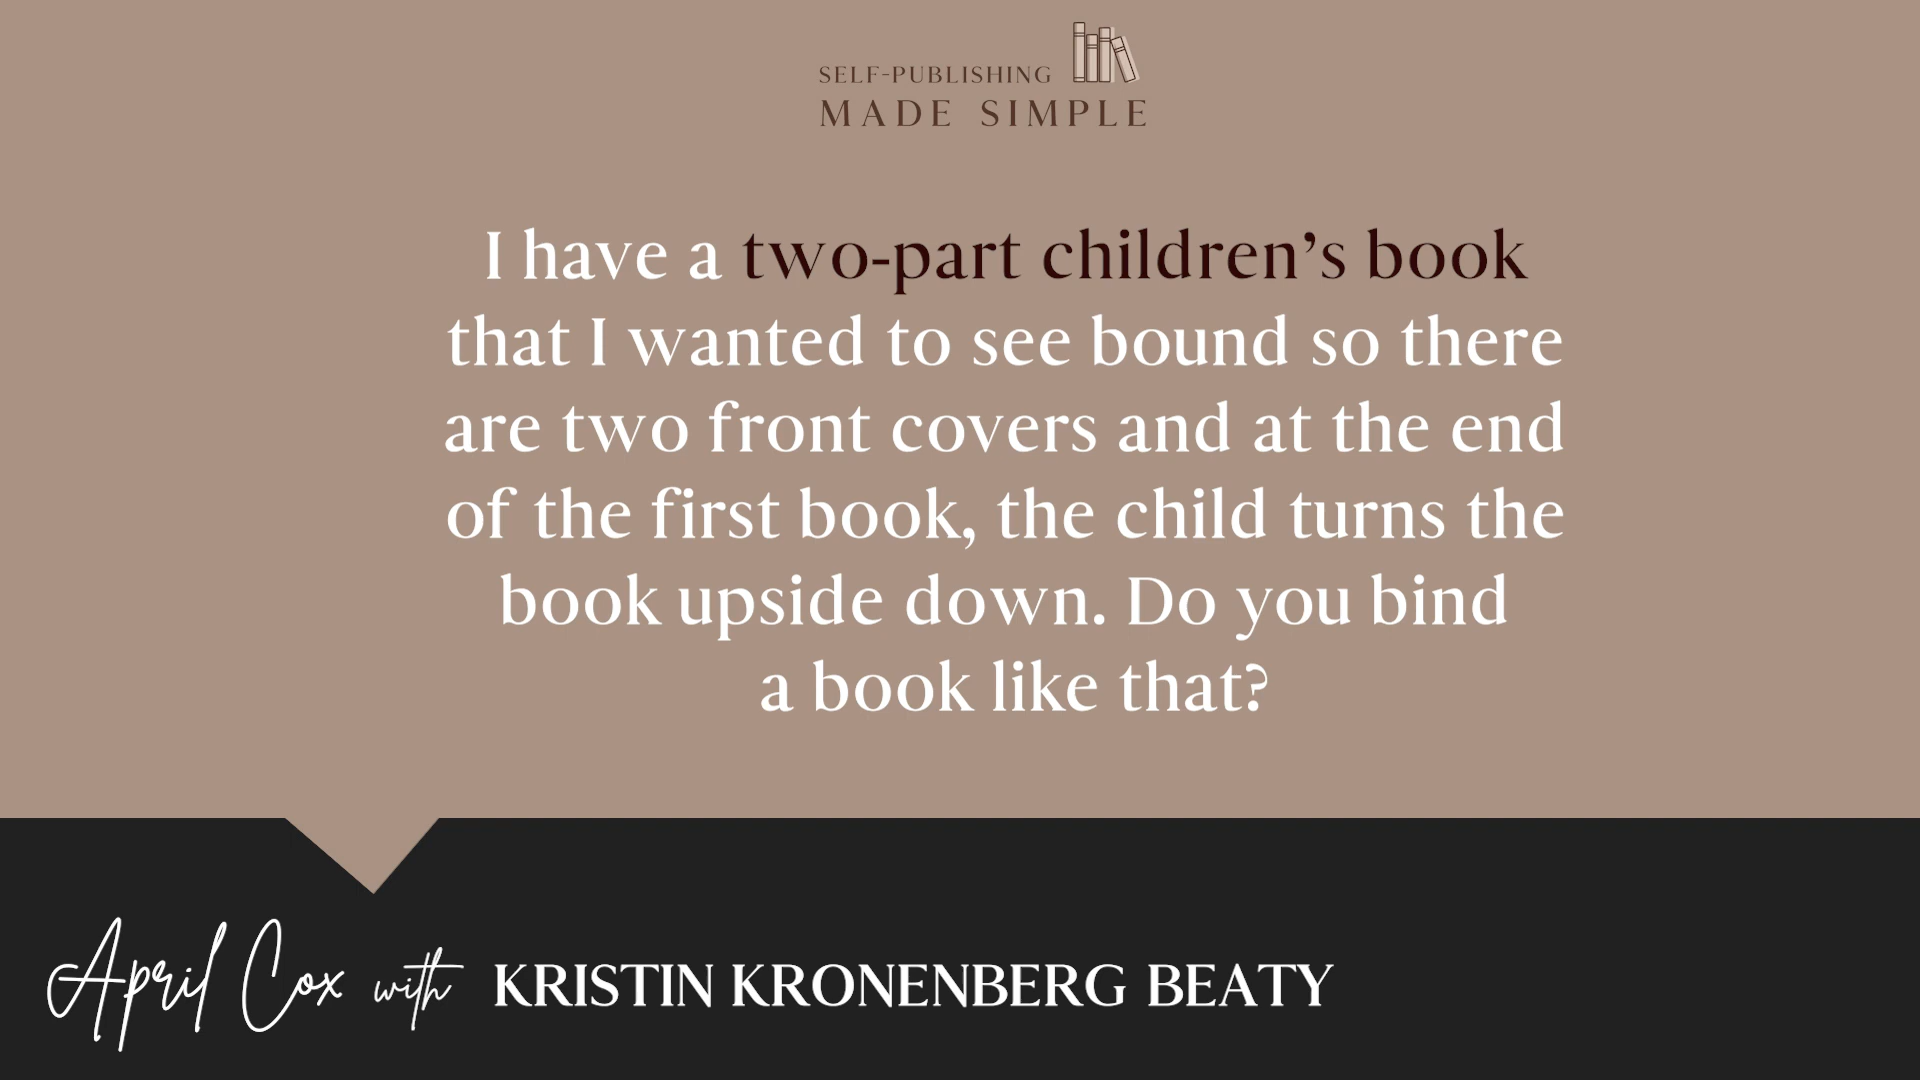 SELF-PUBLISHING
MADE SIMPLE
I have a two-part children’s book
that I wanted to see bound so there
are two front covers and at the end
of the first book, the child turns the
book upside down. Do you bind
a book like that?
April Cox with KRISTIN KRONENBERG BEATY